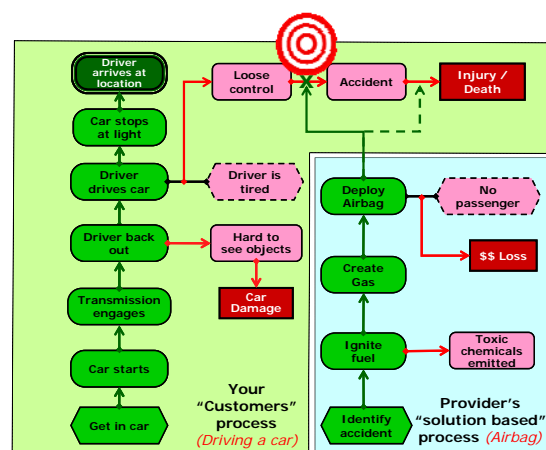 Driver
arrives at
location
Loose
control
Accident
Injury /
Death
Car stops
at light
Driver
drives car
Driver is
tired
Deploy
Airbag
No
passenger
Driver back
out
Hard to
see objects
$$ Loss
Create
Gas
Car
Damage
Transmission
engages
Ignite
fuel
Toxic
chemicals
emitted
Car starts
Get in car
Your
“Customers”
process
(Driving a car)
Identify
accident
Provider’s
“solution based”
process (Airbag)